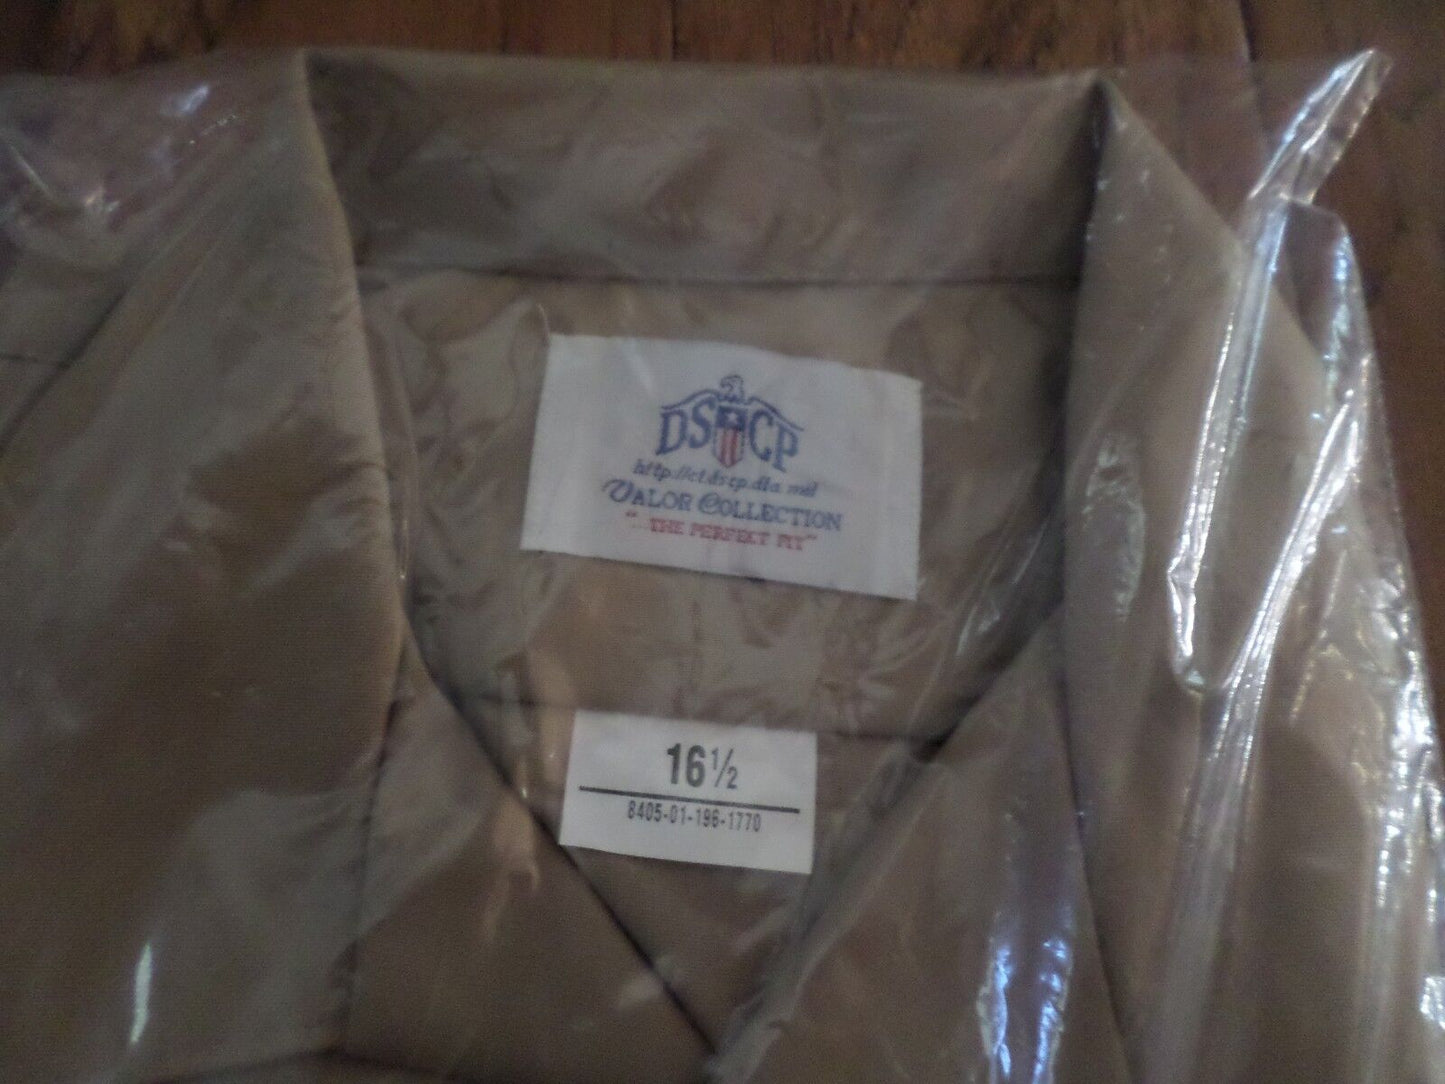 DSCP
http://ct.dscp.dla.mil
VALOR COLLECTION
"...THE PERFECT FIT"
16½
8405-01-196-1770